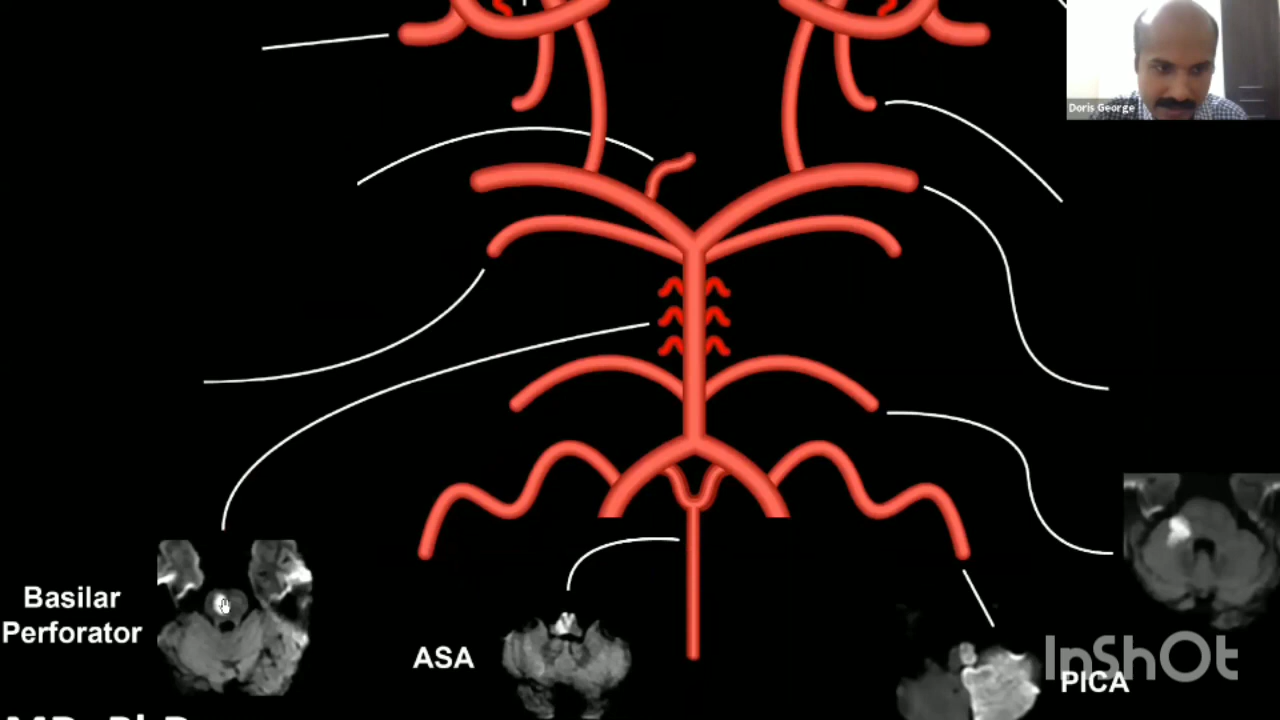 Doris George
Basilar
Perforator
ASA
InShOt
PICA